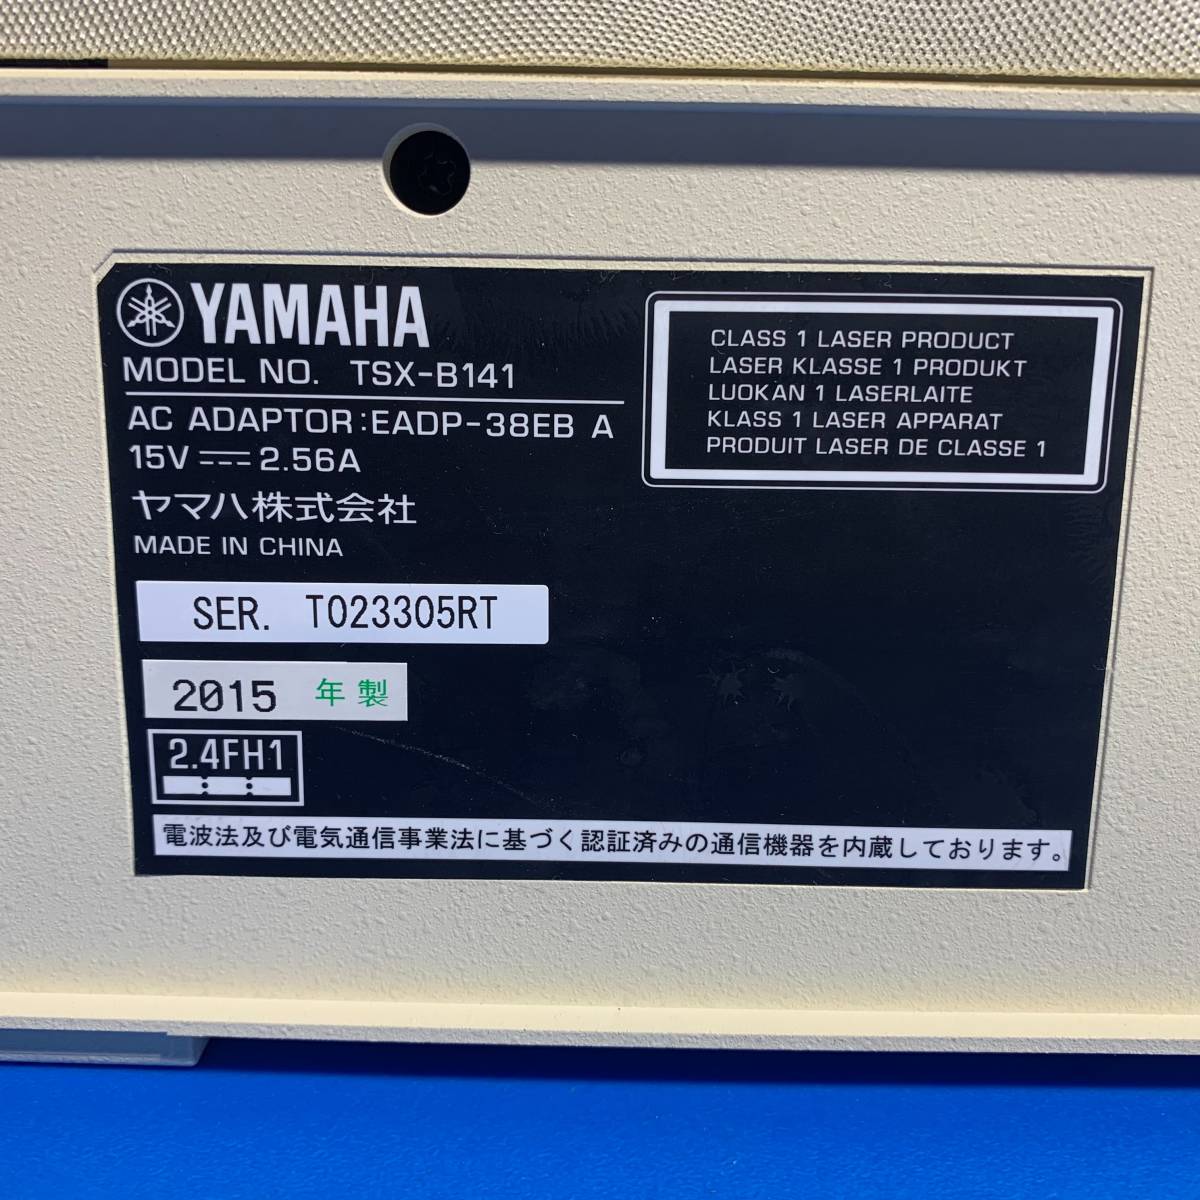 YAMAHA
MODEL NO. TSX-B141
AC ADAPTOR:EADP-38EB A
15V 2.56A
ヤマハ株式会社
MADE IN CHINA
SER. T023305RT
2015 年製
2.4FH1
電波法及び電気通信事業法に基づく認証済みの通信機器を内蔵しております。
CLASS 1 LASER PRODUCT
LASER KLASSE 1 PRODUKT
LUOKAN 1 LASERLAITE
KLASS 1 LASER APPARAT
PRODUIT LASER DE CLASSE 1